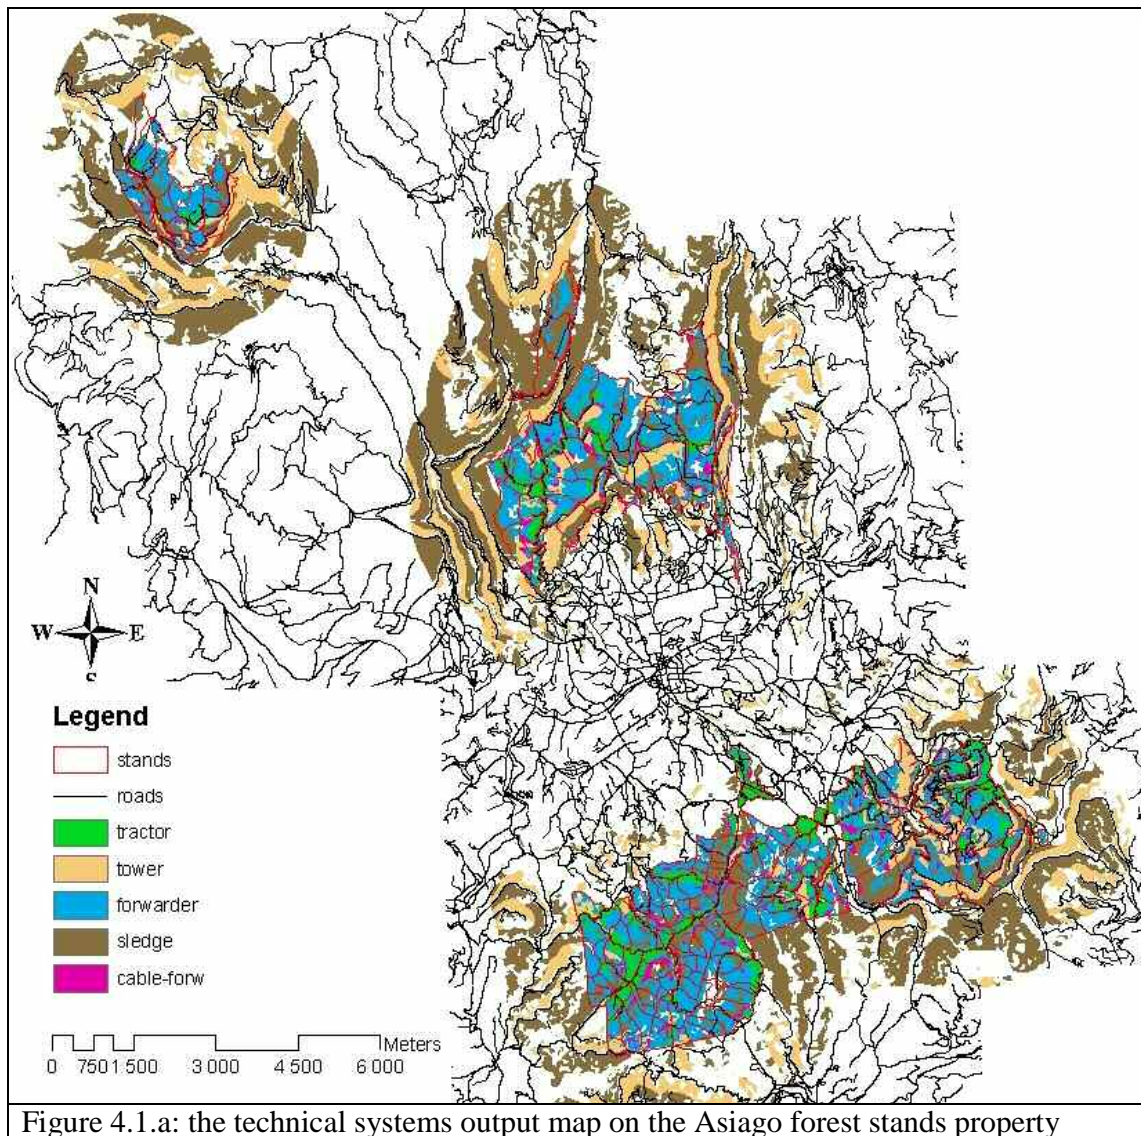 N
W E
S
Legend
stands
roads
tractor
tower
forwarder
sledge
cable-forw
Meters
0 750 1 500 3 000 4 500 6 000
Figure 4.1.a: the technical systems output map on the Asiago forest stands property